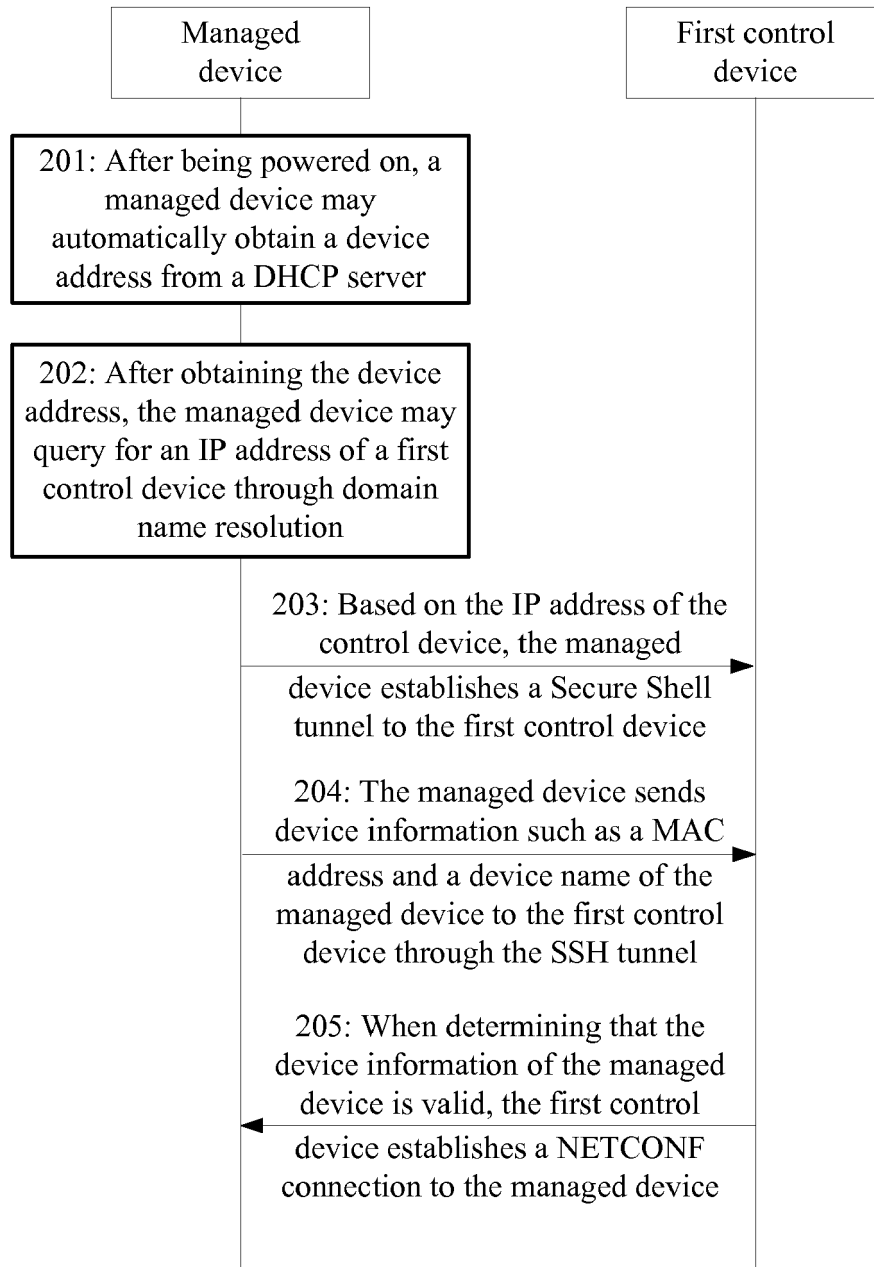 Managed
device
First control
device
201: After being powered on, a
managed device may
automatically obtain a device
address from a DHCP server
202: After obtaining the device
address, the managed device may
query for an IP address of a first
control device through domain
name resolution
203: Based on the IP address of the
control device, the managed
device establishes a Secure Shell
tunnel to the first control device
204: The managed device sends
device information such as a MAC
address and a device name of the
managed device to the first control
device through the SSH tunnel
205: When determining that the
device information of the managed
device is valid, the first control
device establishes a NETCONF
connection to the managed device